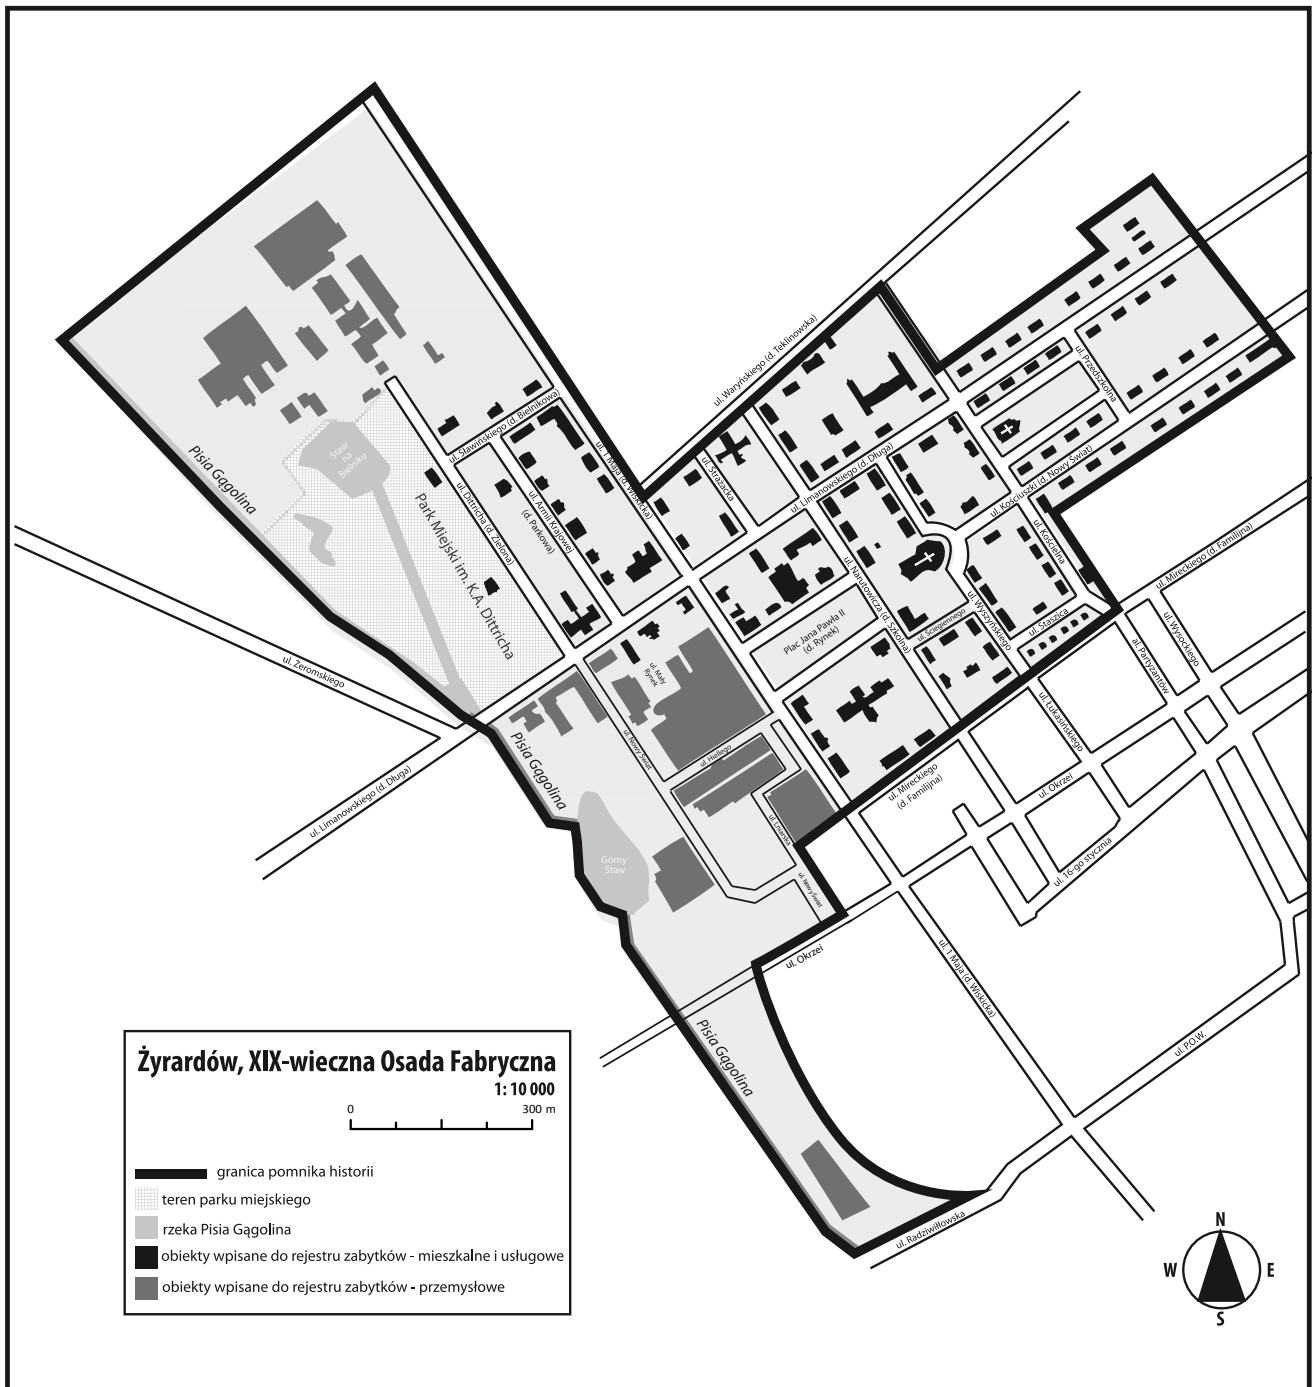 ul. Waryńskiego (d. Teklinowska)
ul. Przedszkolna
ul. Sławińskiego (d. Bielnikowa)
ul. 1 Maja (d. Wiskicka)
ul. Strażacka
ul. Limanowskiego (d. Długa)
ul. Kościuszki (d. Nowy Świat)
ul. Kościelna
Pisia Gągolina
Staw
na
Bielniku
Park Miejski im. K.A. Dittricha
ul. Dittricha (d. Zielona)
ul. Armii Krajowej
(d. Parkowa)
ul. Narutowicza (d. Szkolna)
ul. Wyszyńskiego
ul. Ściegiennego
ul. Staszica
ul. Mireckiego (d. Familijna)
ul. Wysockiego
al. Partyzantów
Plac Jana Pawła II
(d. Rynek)
ul. Mały
Rynek
ul. Żeromskiego
ul. Limanowskiego (d. Długa)
Pisia Gągolina
ul. Nowy Świat
ul. Hiellego
ul. Lniarska
ul. Nowy Świat
ul. Mireckiego
(d. Familijna)
ul. Łukasińskiego
ul. Okrzei
ul. 16-go stycznia
Górny
Staw
ul. Okrzei
ul. 1 Maja (d. Wiskicka)
ul. P.O.W.
Pisia Gągolina
ul. Radziwiłłowska
Żyrardów, XIX-wieczna Osada Fabryczna
1: 10 000
0 300 m
granica pomnika historii
teren parku miejskiego
rzeka Pisia Gągolina
obiekty wpisane do rejestru zabytków - mieszkalne i usługowe
obiekty wpisane do rejestru zabytków - przemysłowe
N
W E
S